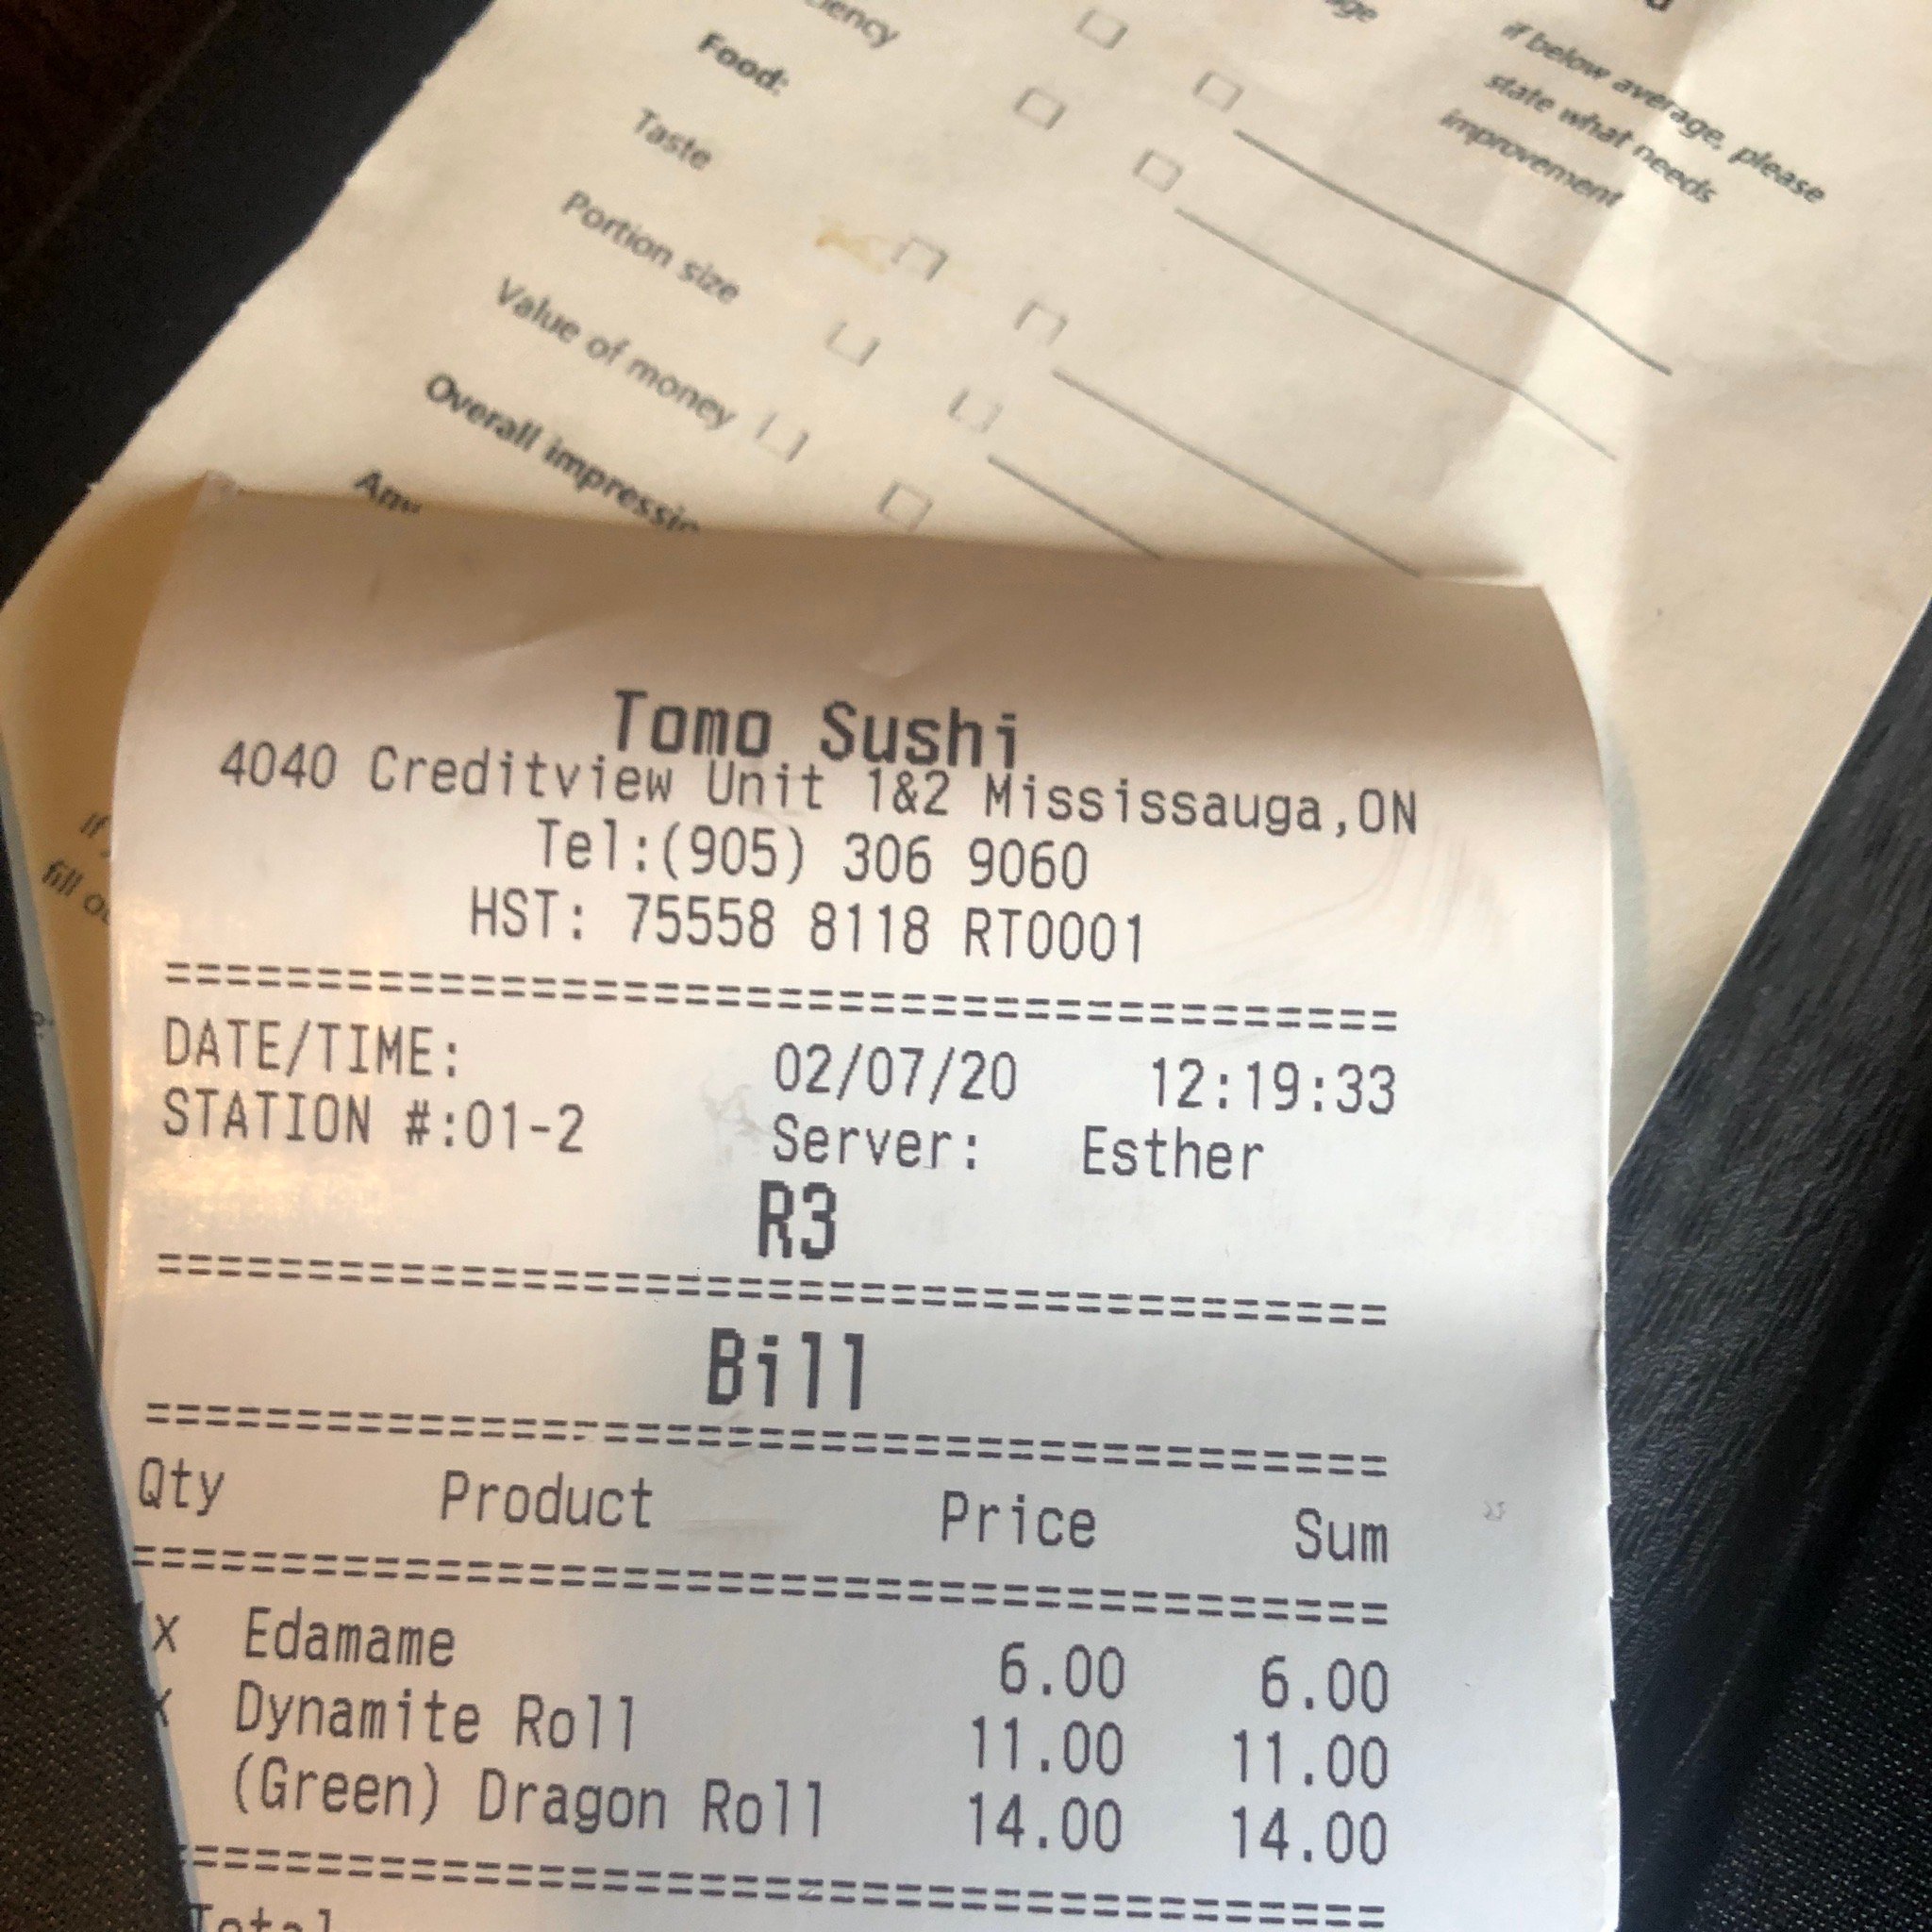 if below average, please
state what needs
improvement
Food:
Taste
Portion size
Value of money
Overall
Tomo Sushi
4040 Creditview Unit 1&2 Mississauga,ON
Tel:(905) 306 9060
HST: 75558 8118 RT0001
=========================================
DATE/TIME: 02/07/20 12:19:33
STATION #:01-2 Server: Esther
R3
=========================================
Bill
=========================================
Qty Product Price Sum
=========================================
x Edamame 6.00 6.00
x Dynamite Roll 11.00 11.00
(Green) Dragon Roll 14.00 14.00
=========================================
Total